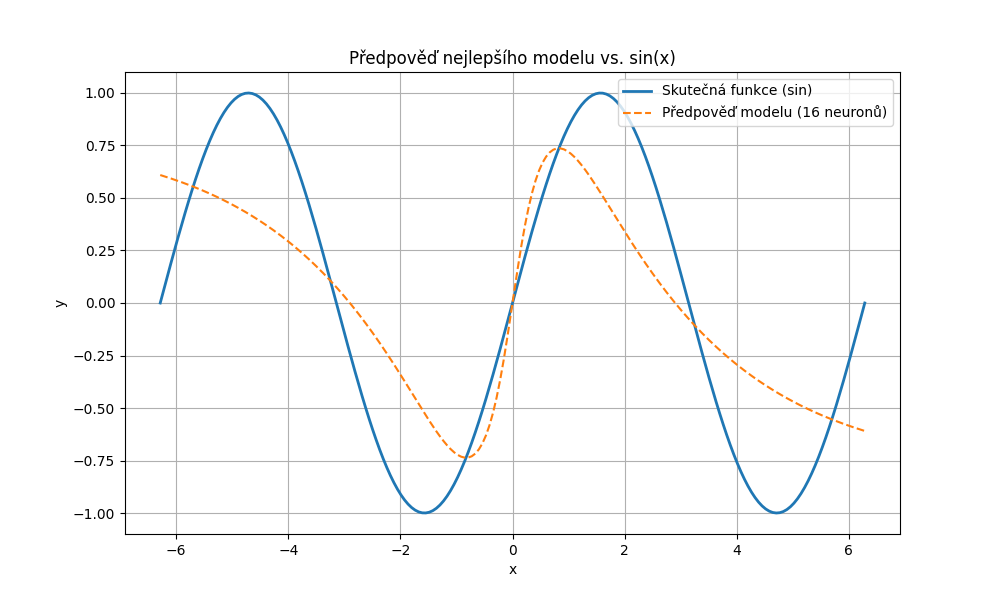 Předpověď nejlepšího modelu vs. sin(x)
Skutečná funkce (sin)
Předpověď modelu (16 neuronů)
y
1.00
0.75
0.50
0.25
0.00
−0.25
−0.50
−0.75
−1.00
−6 −4 −2 0 2 4 6
x